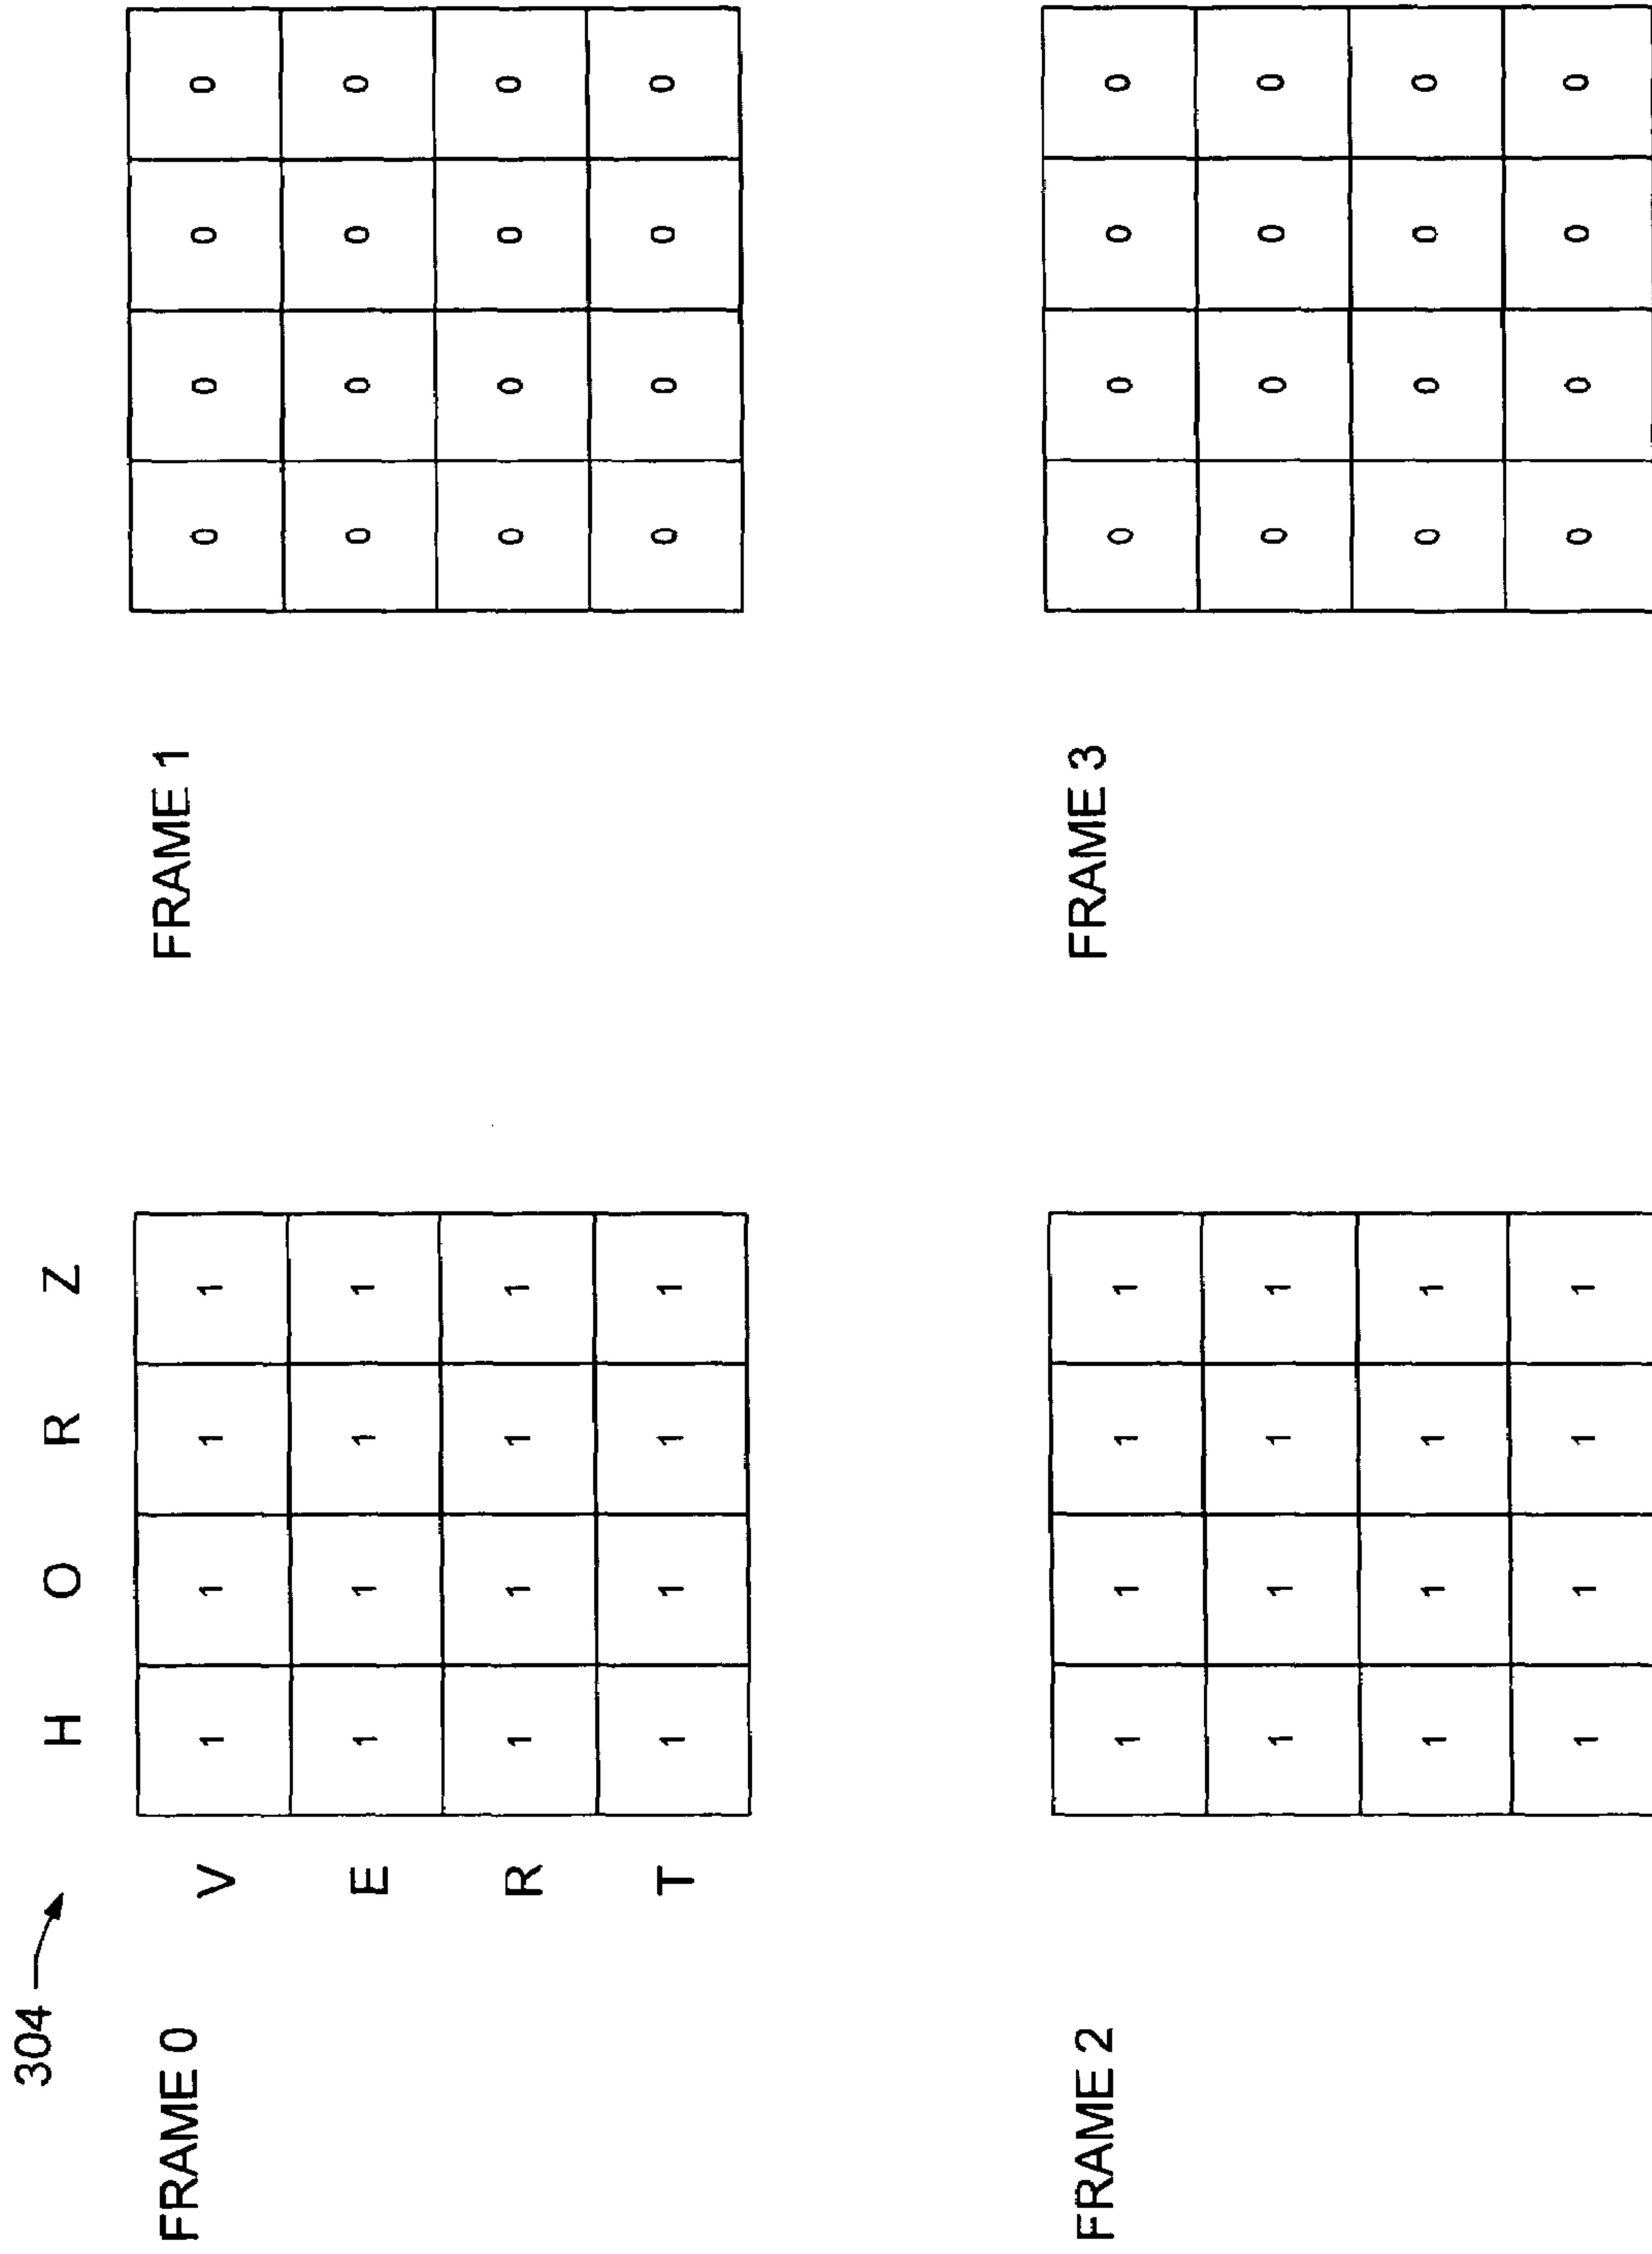 304
H O R Z
FRAME 0
V 1 1 1 1
E 1 1 1 1
R 1 1 1 1
T 1 1 1 1
FRAME 1
0 0 0 0
0 0 0 0
0 0 0 0
0 0 0 0
FRAME 2
1 1 1 1
1 1 1 1
1 1 1 1
1 1 1 1
FRAME 3
0 0 0 0
0 0 0 0
0 0 0 0
0 0 0 0